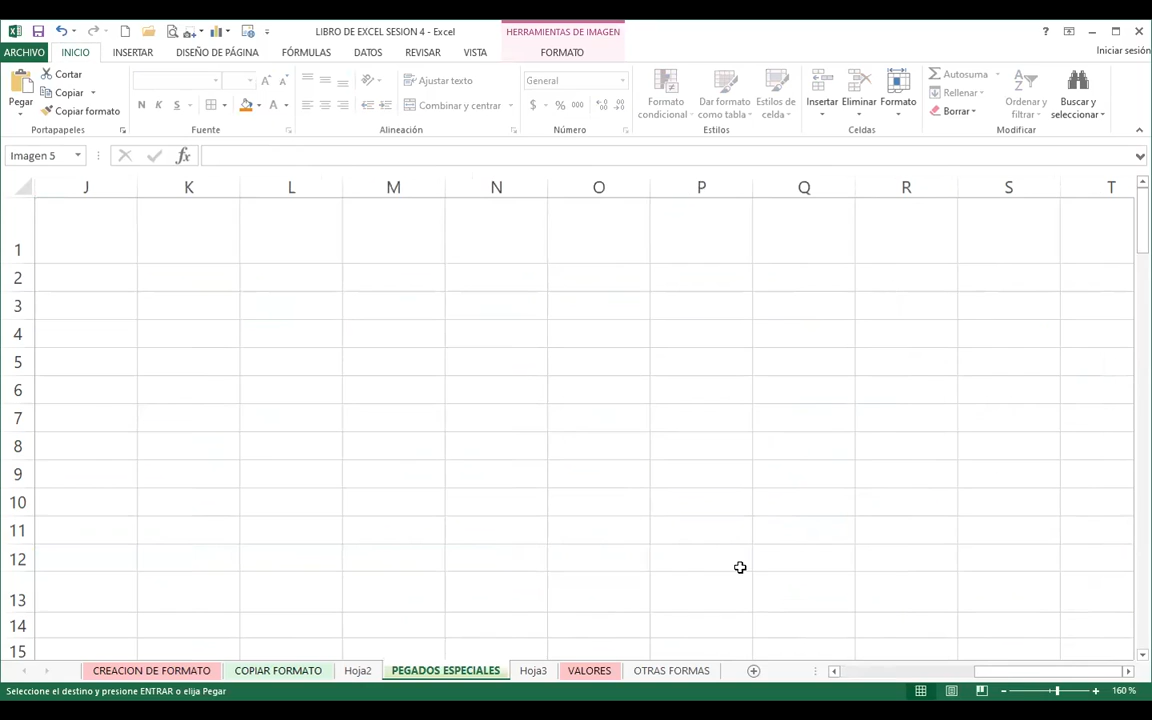 LIBRO DE EXCEL SESION 4 - Excel
HERRAMIENTAS DE IMAGEN
ARCHIVO INICIO INSERTAR DISEÑO DE PÁGINA FÓRMULAS DATOS REVISAR VISTA FORMATO
Iniciar sesión
Pegar
Cortar
Copiar
Copiar formato
Portapapeles
N K S
Fuente
Ajustar texto
Combinar y centrar
Alineación
General
$ % 000
Número
Formato condicional
Dar formato como tabla
Estilos de celda
Estilos
Insertar
Eliminar
Formato
Celdas
Autosuma
Rellenar
Borrar
Ordenar y filtrar
Buscar y seleccionar
Modificar
Imagen 5
fx
J K L M N O P Q R S T
1
2
3
4
5
6
7
8
9
10
11
12
13
14
15
CREACION DE FORMATO COPIAR FORMATO Hoja2 PEGADOS ESPECIALES Hoja3 VALORES OTRAS FORMAS
Seleccione el destino y presione ENTRAR o elija Pegar
160 %